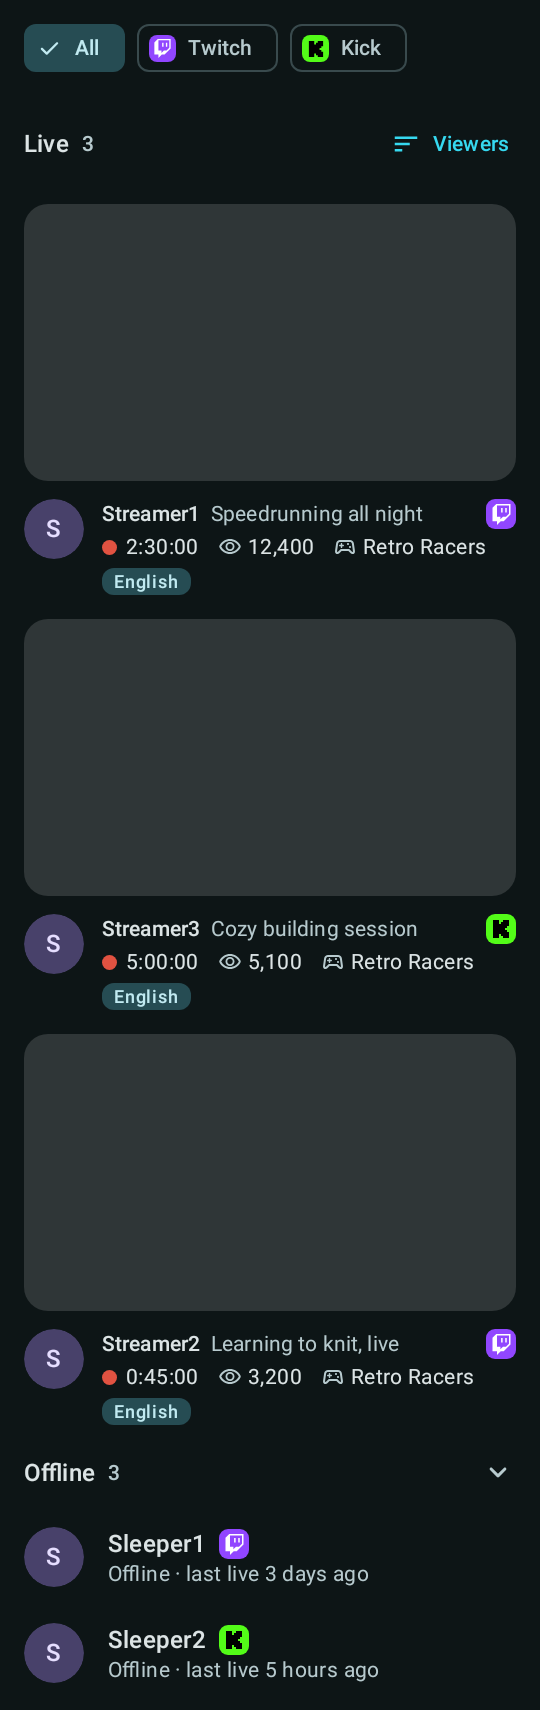 All Twitch Kick
Live 3 Viewers
S Streamer1 Speedrunning all night
2:30:00 12,400 Retro Racers
English
S Streamer3 Cozy building session
5:00:00 5,100 Retro Racers
English
S Streamer2 Learning to knit, live
0:45:00 3,200 Retro Racers
English
Offline 3
S Sleeper1
Offline · last live 3 days ago
S Sleeper2
Offline · last live 5 hours ago